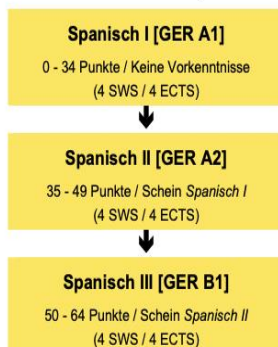 Spanisch I [GER A1]
0 - 34 Punkte / Keine Vorkenntnisse
(4 SWS / 4 ECTS)
Spanisch II [GER A2]
35 - 49 Punkte / Schein Spanisch I
(4 SWS / 4 ECTS)
Spanisch III [GER B1]
50 - 64 Punkte / Schein Spanisch II
(4 SWS / 4 ECTS)